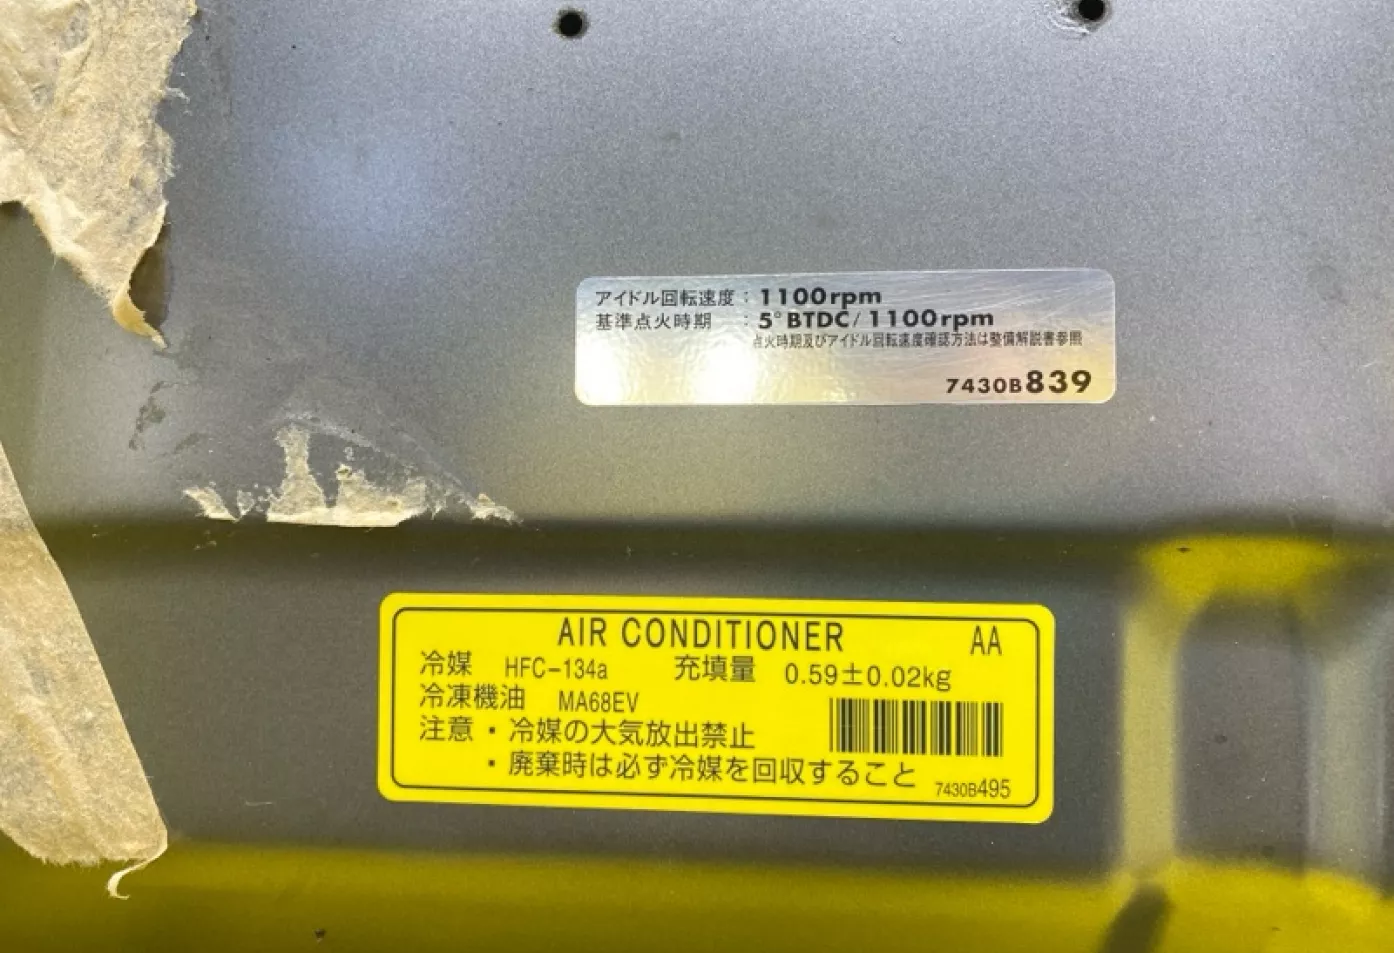 アイドル回転速度：1100rpm
基準点火時期　：5°BTDC/1100rpm
点火時期及びアイドル回転速度確認方法は整備解説書参照
7430B839
AIR CONDITIONER AA
冷媒 HFC-134a 充填量 0.59±0.02kg
冷凍機油 MA68EV
注意・冷媒の大気放出禁止
・廃棄時は必ず冷媒を回収すること
7430B495